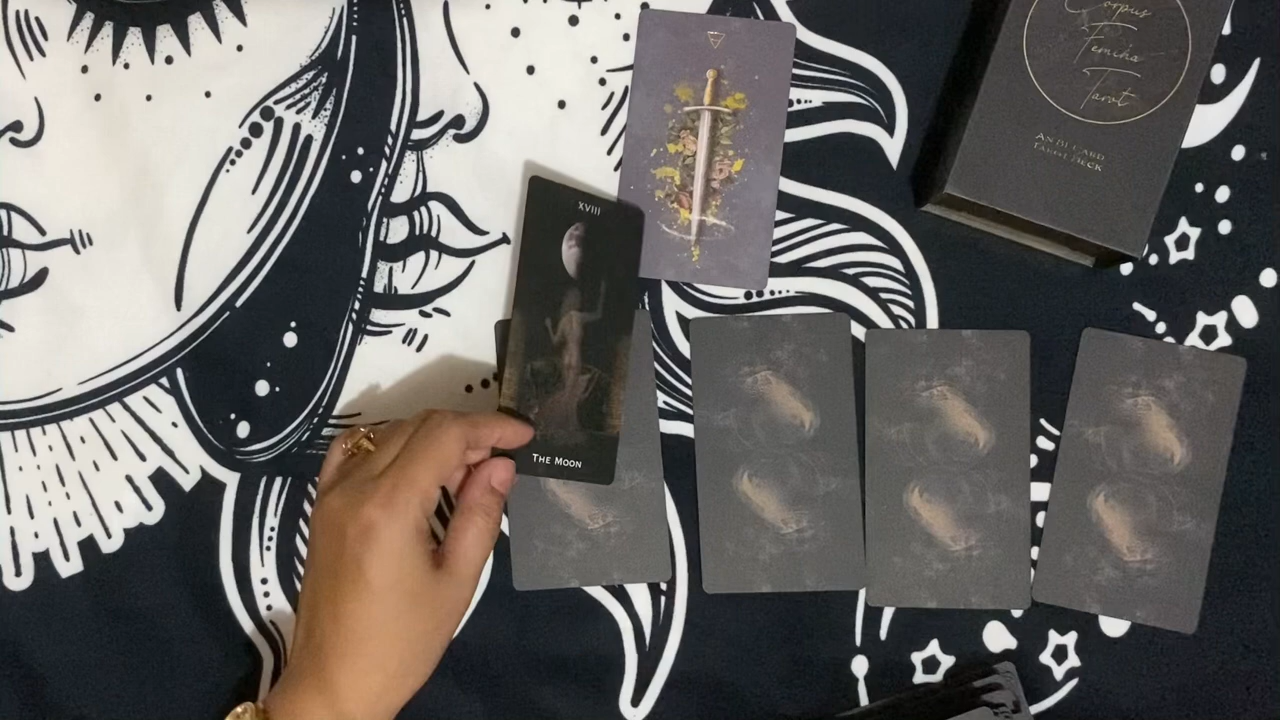 Corpus
Femina
Tarot
AN 81 CARD
TAROT DECK
XVIII
THE MOON